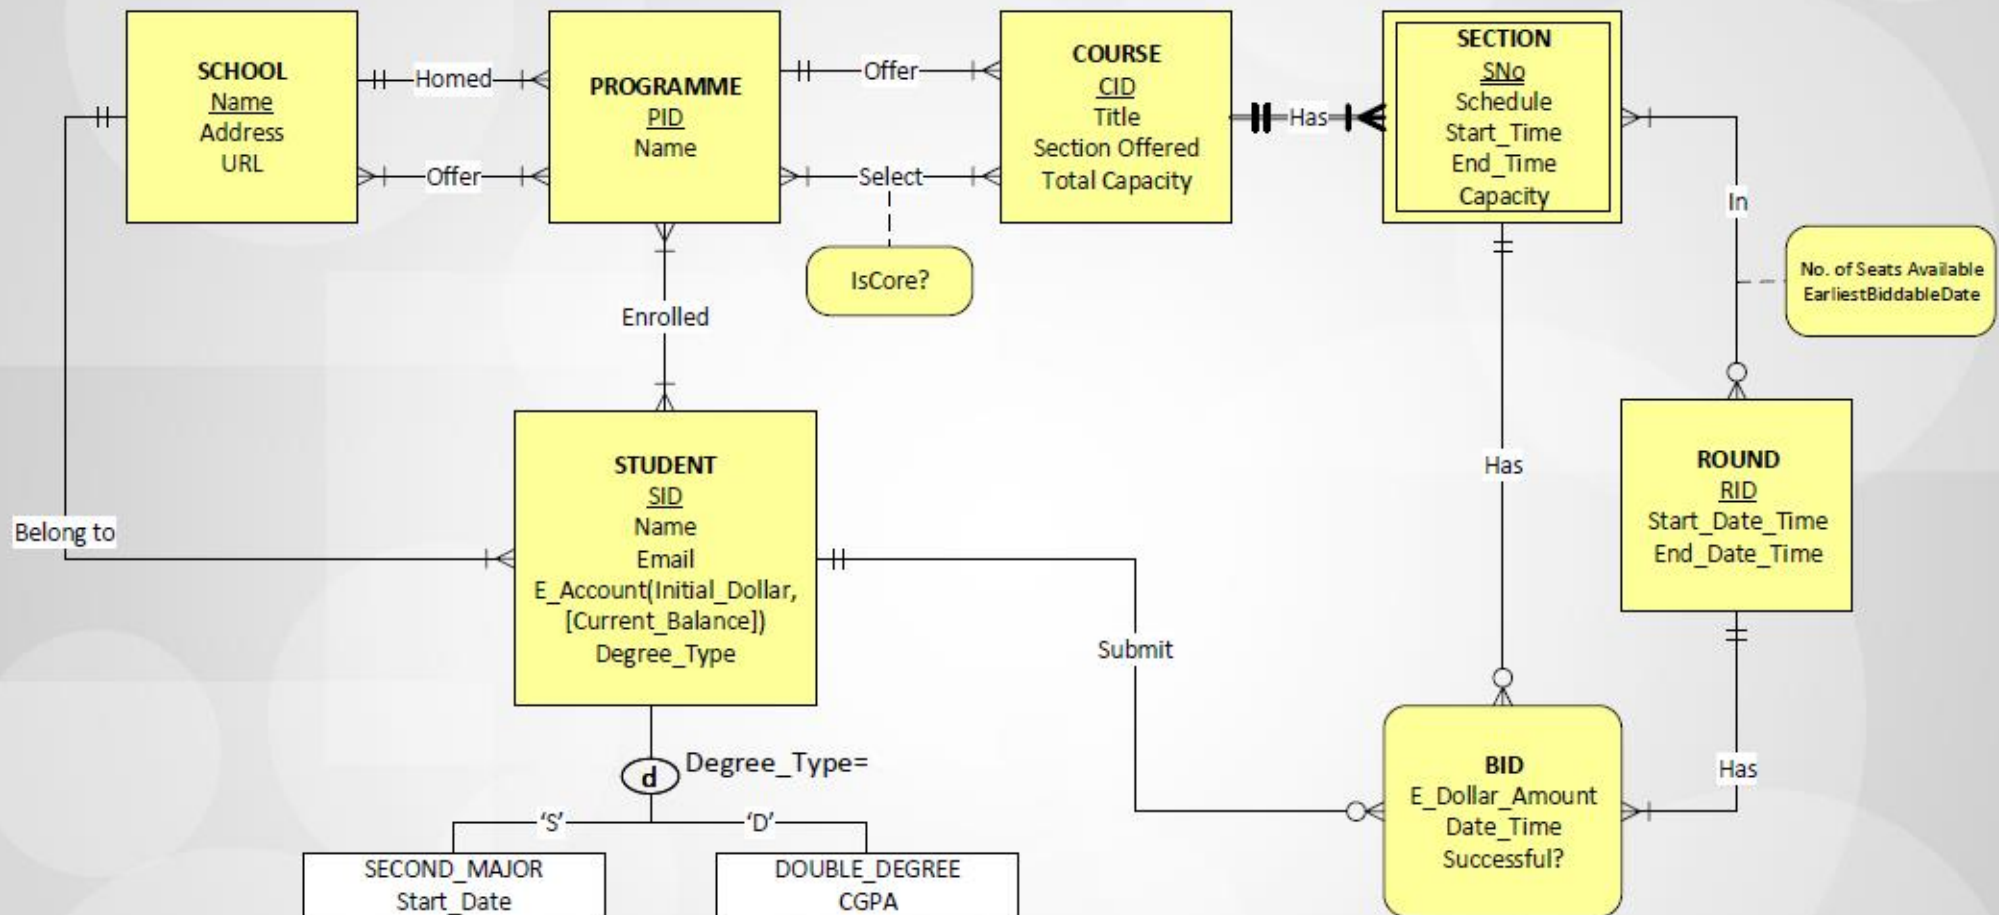 SCHOOL
Name
Address
URL
Homed
Offer
PROGRAMME
PID
Name
Offer
Select
IsCore?
COURSE
CID
Title
Section Offered
Total Capacity
Has
SECTION
SNo
Schedule
Start_Time
End_Time
Capacity
In
No. of Seats Available
EarliestBiddableDate
Enrolled
Belong to
STUDENT
SID
Name
Email
E_Account(Initial_Dollar,
[Current_Balance])
Degree_Type
Submit
Has
ROUND
RID
Start_Date_Time
End_Date_Time
Has
BID
E_Dollar_Amount
Date_Time
Successful?
d
Degree_Type=
'S'
'D'
SECOND_MAJOR
Start_Date
DOUBLE_DEGREE
CGPA